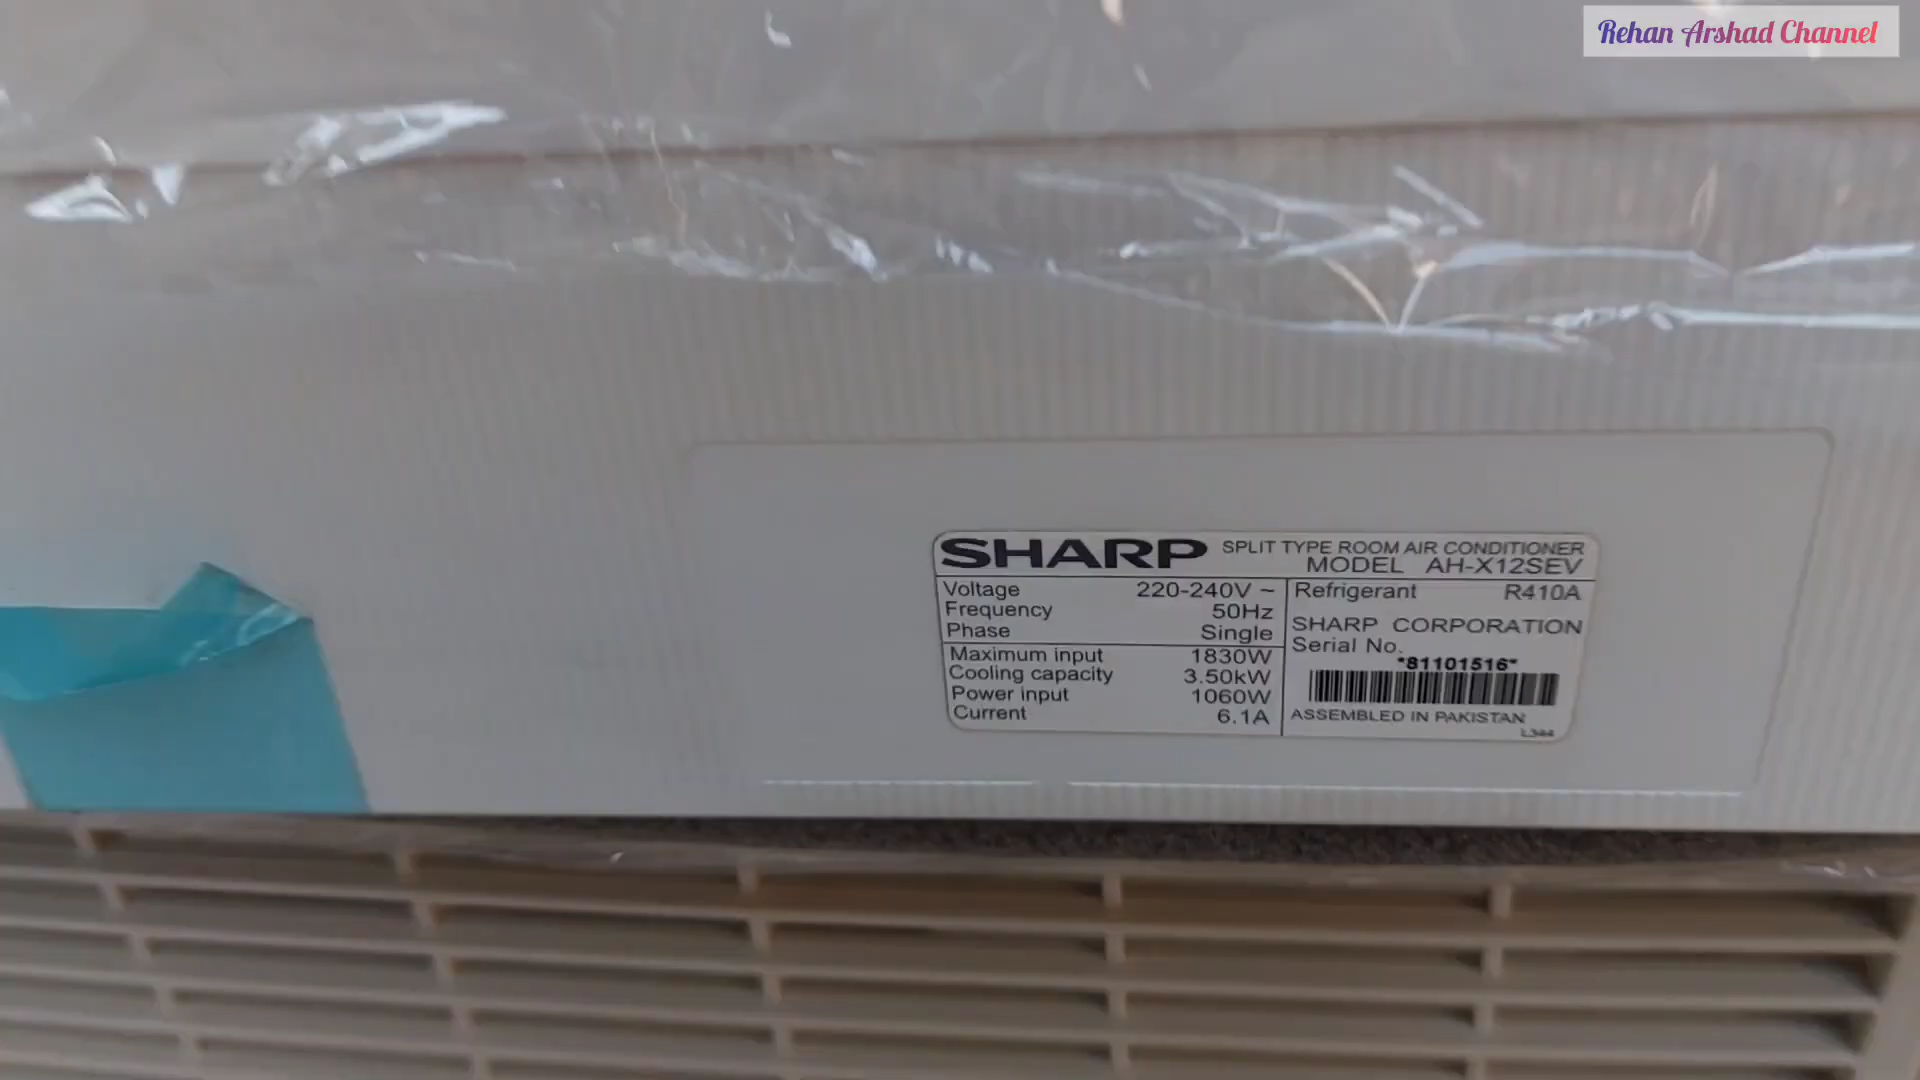 Rehan Arshad Channel
SHARP SPLIT TYPE ROOM AIR CONDITIONER
MODEL AH-X12SEV
Voltage 220-240V ~
Frequency 50Hz
Phase Single
Maximum input 1830W
Cooling capacity 3.50kW
Power input 1060W
Current 6.1A
Refrigerant R410A
SHARP CORPORATION
Serial No.
*81101516*
ASSEMBLED IN PAKISTAN